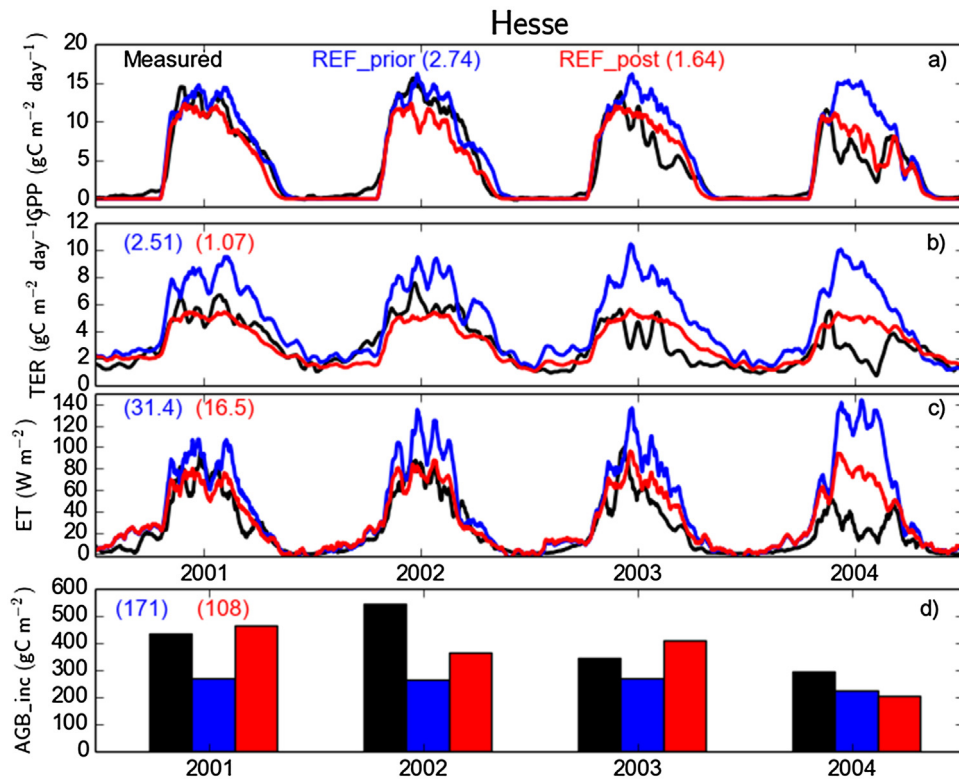 Hesse
GPP (gC m⁻² day⁻¹)
20
15
10
5
0
Measured REF_prior (2.74) REF_post (1.64) a)
TER (gC m⁻² day⁻¹)
12
10
8
6
4
2
0
(2.51) (1.07) b)
ET (W m⁻²)
140
120
100
80
60
40
20
0
(31.4) (16.5) c)
2001 2002 2003 2004
AGB_inc (gC m⁻²)
600
500
400
300
200
100
0
(171) (108) d)
2001 2002 2003 2004